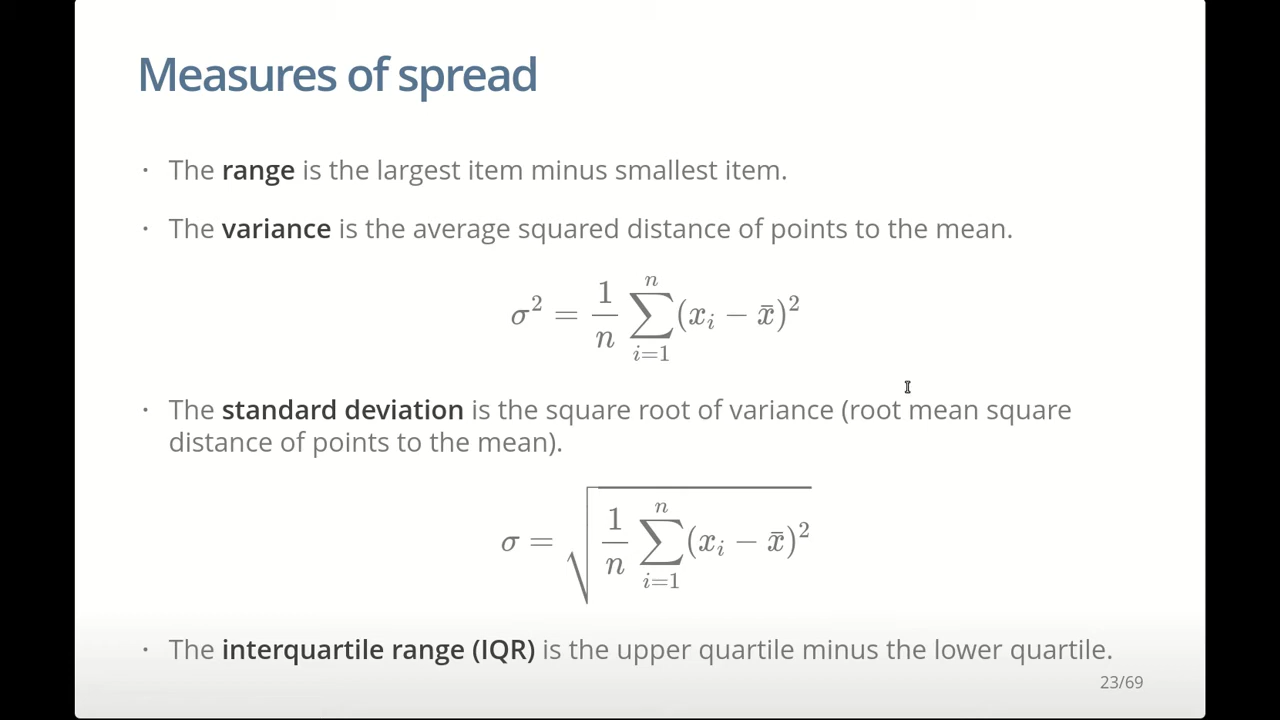 Measures of spread
· The range is the largest item minus smallest item.
· The variance is the average squared distance of points to the mean.
σ² = 1/n ∑_{i=1}^{n} (xᵢ − x̄)²
· The standard deviation is the square root of variance (root mean square
distance of points to the mean).
σ = √(1/n ∑_{i=1}^{n} (xᵢ − x̄)²)
· The interquartile range (IQR) is the upper quartile minus the lower quartile.
23/69